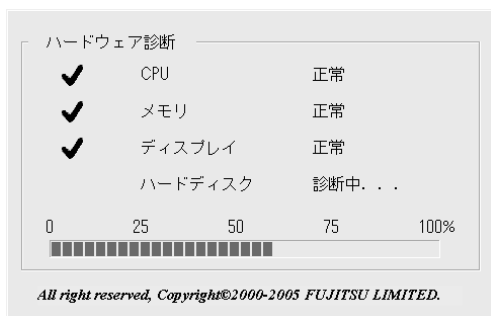 ハードウェア診断
CPU 正常
メモリ 正常
ディスプレイ 正常
ハードディスク 診断中...
0 25 50 75 100%
All right reserved, Copyright©2000-2005 FUJITSU LIMITED.